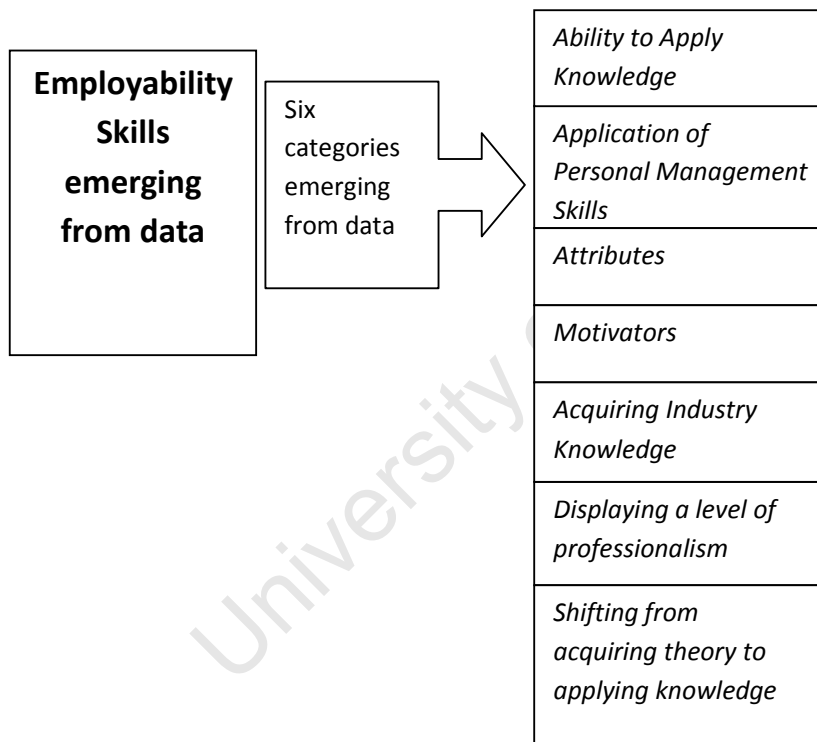 Employability
Skills
emerging
from data
Six
categories
emerging
from data
Ability to Apply
Knowledge
Application of
Personal Management
Skills
Attributes
Motivators
Acquiring Industry
Knowledge
Displaying a level of
professionalism
Shifting from
acquiring theory to
applying knowledge
University